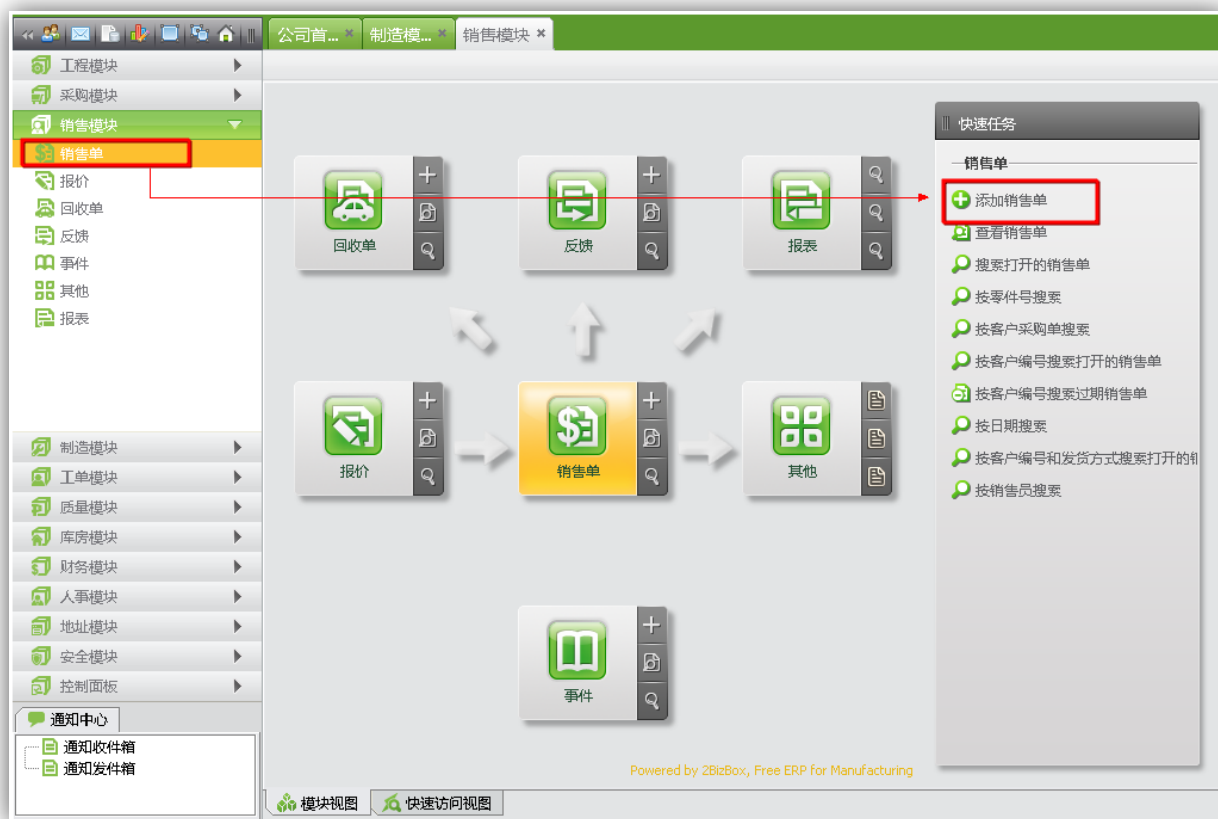 公司首...
制造模...
销售模块
工程模块
采购模块
销售模块
销售单
报价
回收单
反馈
事件
其他
报表
制造模块
工单模块
质量模块
库房模块
财务模块
人事模块
地址模块
安全模块
控制面板
通知中心
通知收件箱
通知发件箱
回收单
反馈
报表
报价
销售单
其他
事件
Powered by 2BizBox, Free ERP for Manufacturing
模块视图
快速访问视图
快速任务
销售单
添加销售单
查看销售单
搜索打开的销售单
按零件号搜索
按客户采购单搜索
按客户编号搜索打开的销售单
按客户编号搜索过期销售单
按日期搜索
按客户编号和发货方式搜索打开的
按销售员搜索